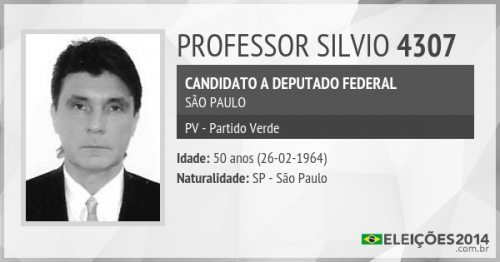 PROFESSOR SILVIO 4307
CANDIDATO A DEPUTADO FEDERAL
SÃO PAULO
PV - Partido Verde
Idade: 50 anos (26-02-1964)
Naturalidade: SP - São Paulo
ELEIÇÕES2014
.com.br